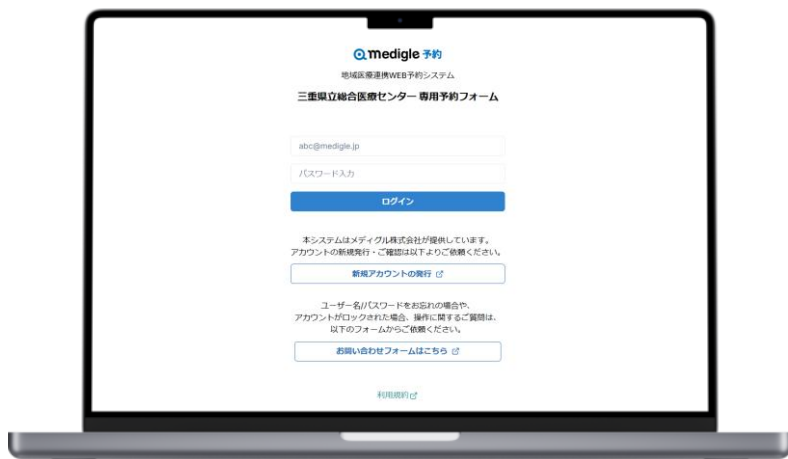 medigle 予約
地域医療連携WEB予約システム
三重県立総合医療センター 専用予約フォーム
abc@medigle.jp
パスワード入力
ログイン
本システムはメディグル株式会社が提供しています。
アカウントの新規発行・ご確認は以下よりご依頼ください。
新規アカウントの発行
ユーザー名/パスワードをお忘れの場合や、
アカウントがロックされた場合、操作に関するご質問は、
以下のフォームからご依頼ください。
お問い合わせフォームはこちら
利用規約